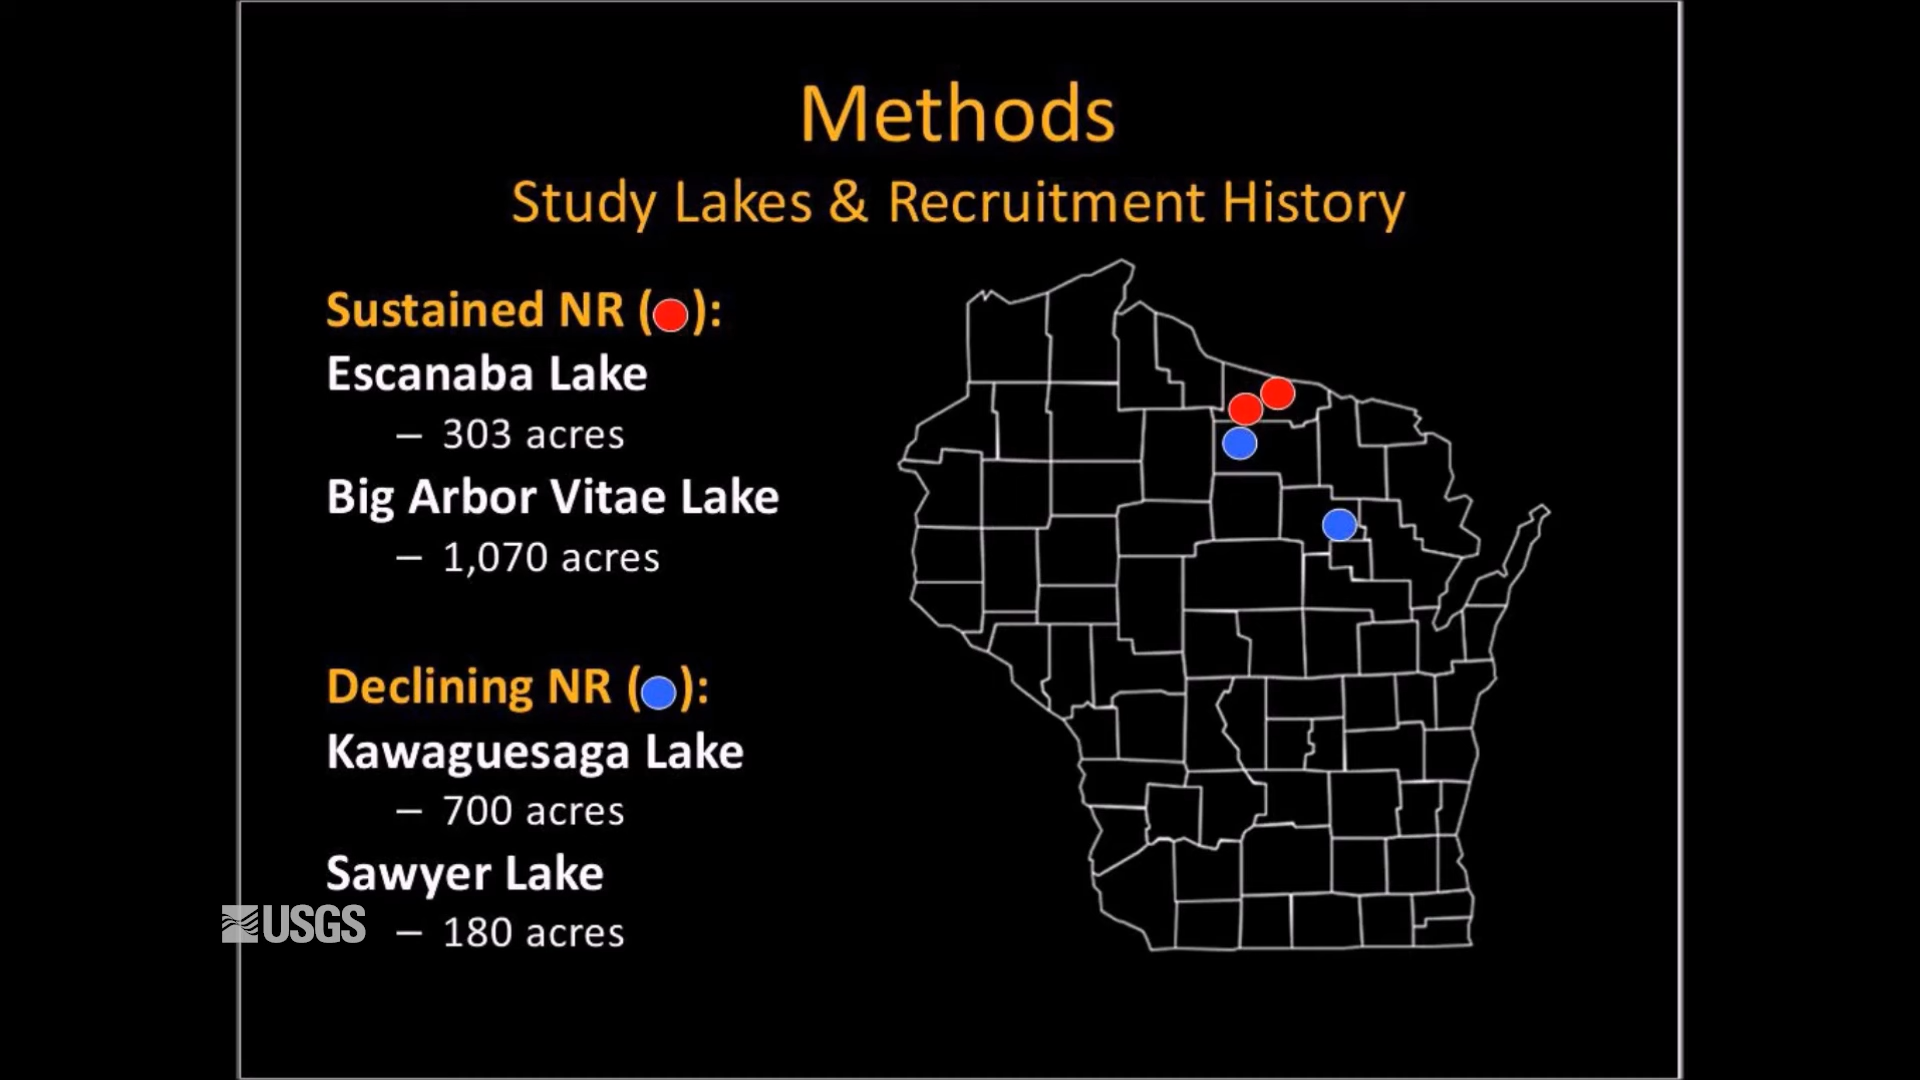 Methods
Study Lakes & Recruitment History
Sustained NR ( ):
Escanaba Lake
– 303 acres
Big Arbor Vitae Lake
– 1,070 acres
Declining NR ( ):
Kawaguesaga Lake
– 700 acres
Sawyer Lake
– 180 acres
USGS